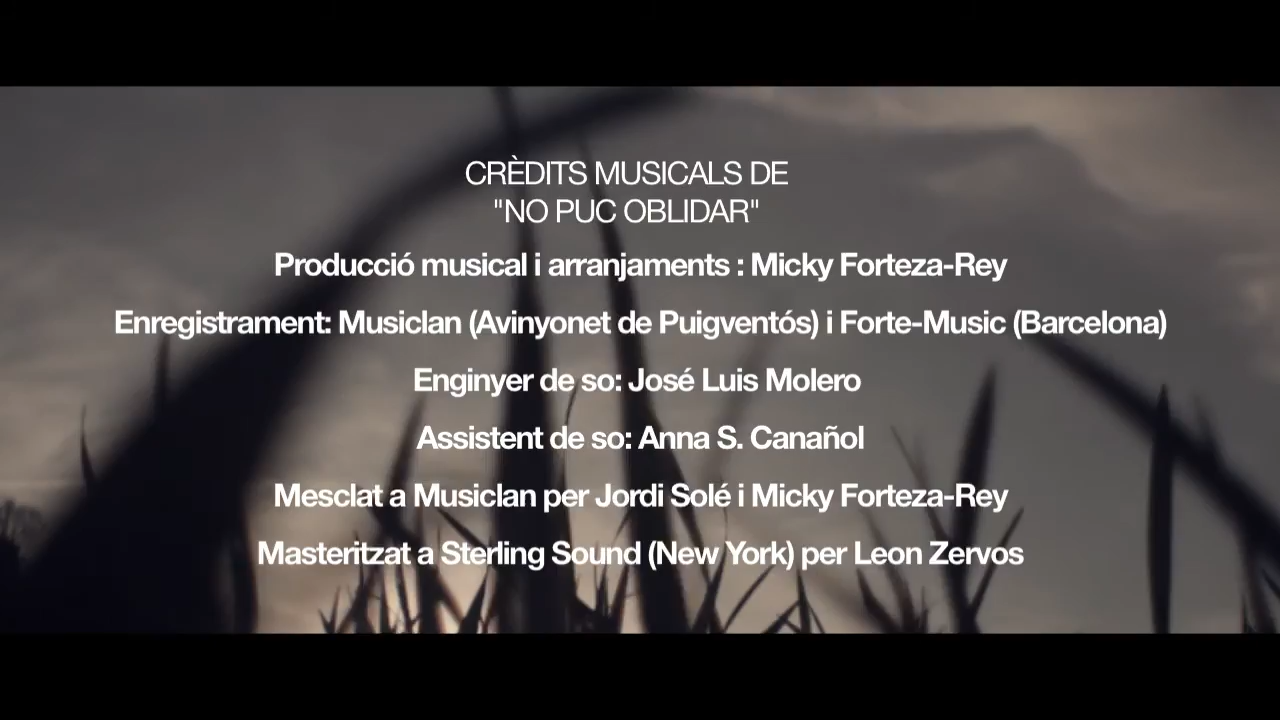 CRÈDITS MUSICALS DE
"NO PUC OBLIDAR"
Producció musical i arranjaments : Micky Forteza-Rey
Enregistrament: Musiclan (Avinyonet de Puigventós) i Forte-Music (Barcelona)
Enginyer de so: José Luis Molero
Assistent de so: Anna S. Canañol
Mesclat a Musiclan per Jordi Solé i Micky Forteza-Rey
Masteritzat a Sterling Sound (New York) per Leon Zervos